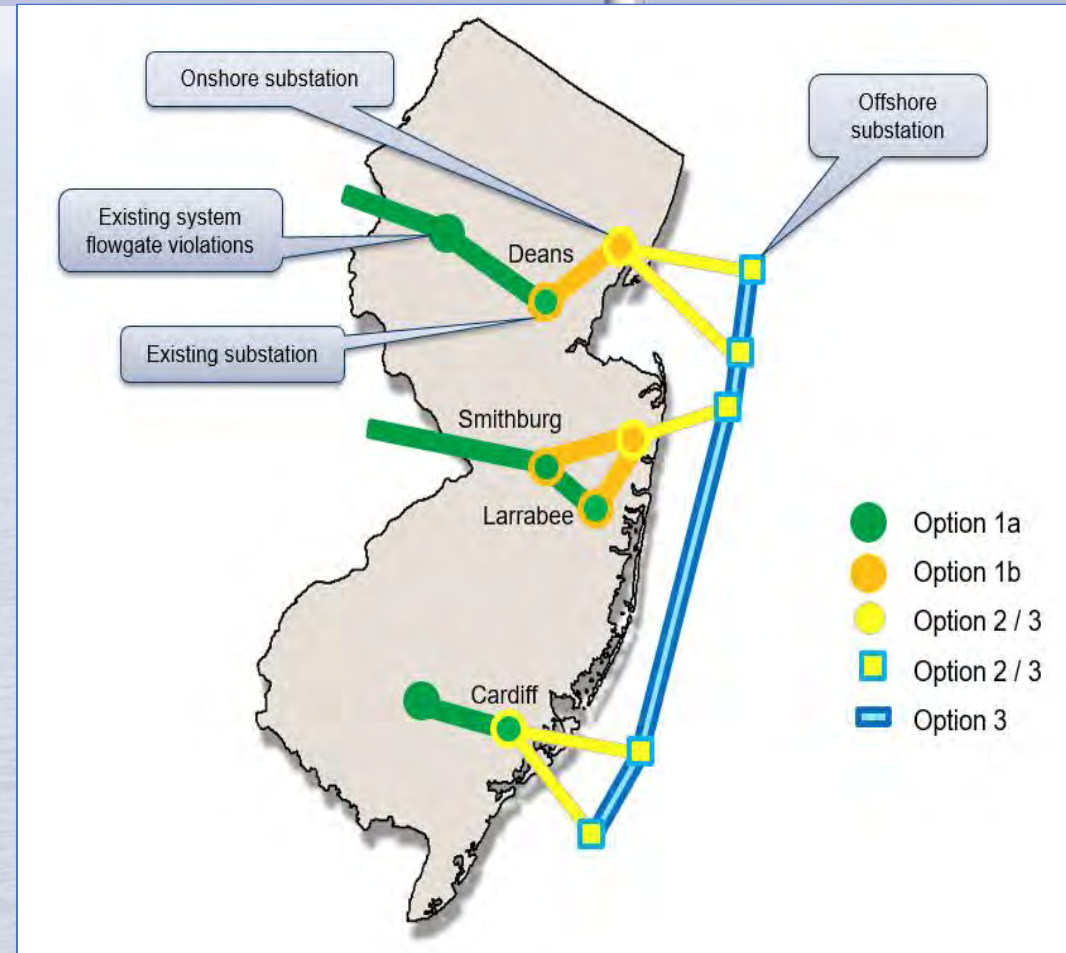 Onshore substation
Offshore
substation
Existing system
flowgate violations
Deans
Existing substation
Smithburg
Larrabee
Option 1a
Option 1b
Option 2 / 3
Option 2 / 3
Option 3
Cardiff